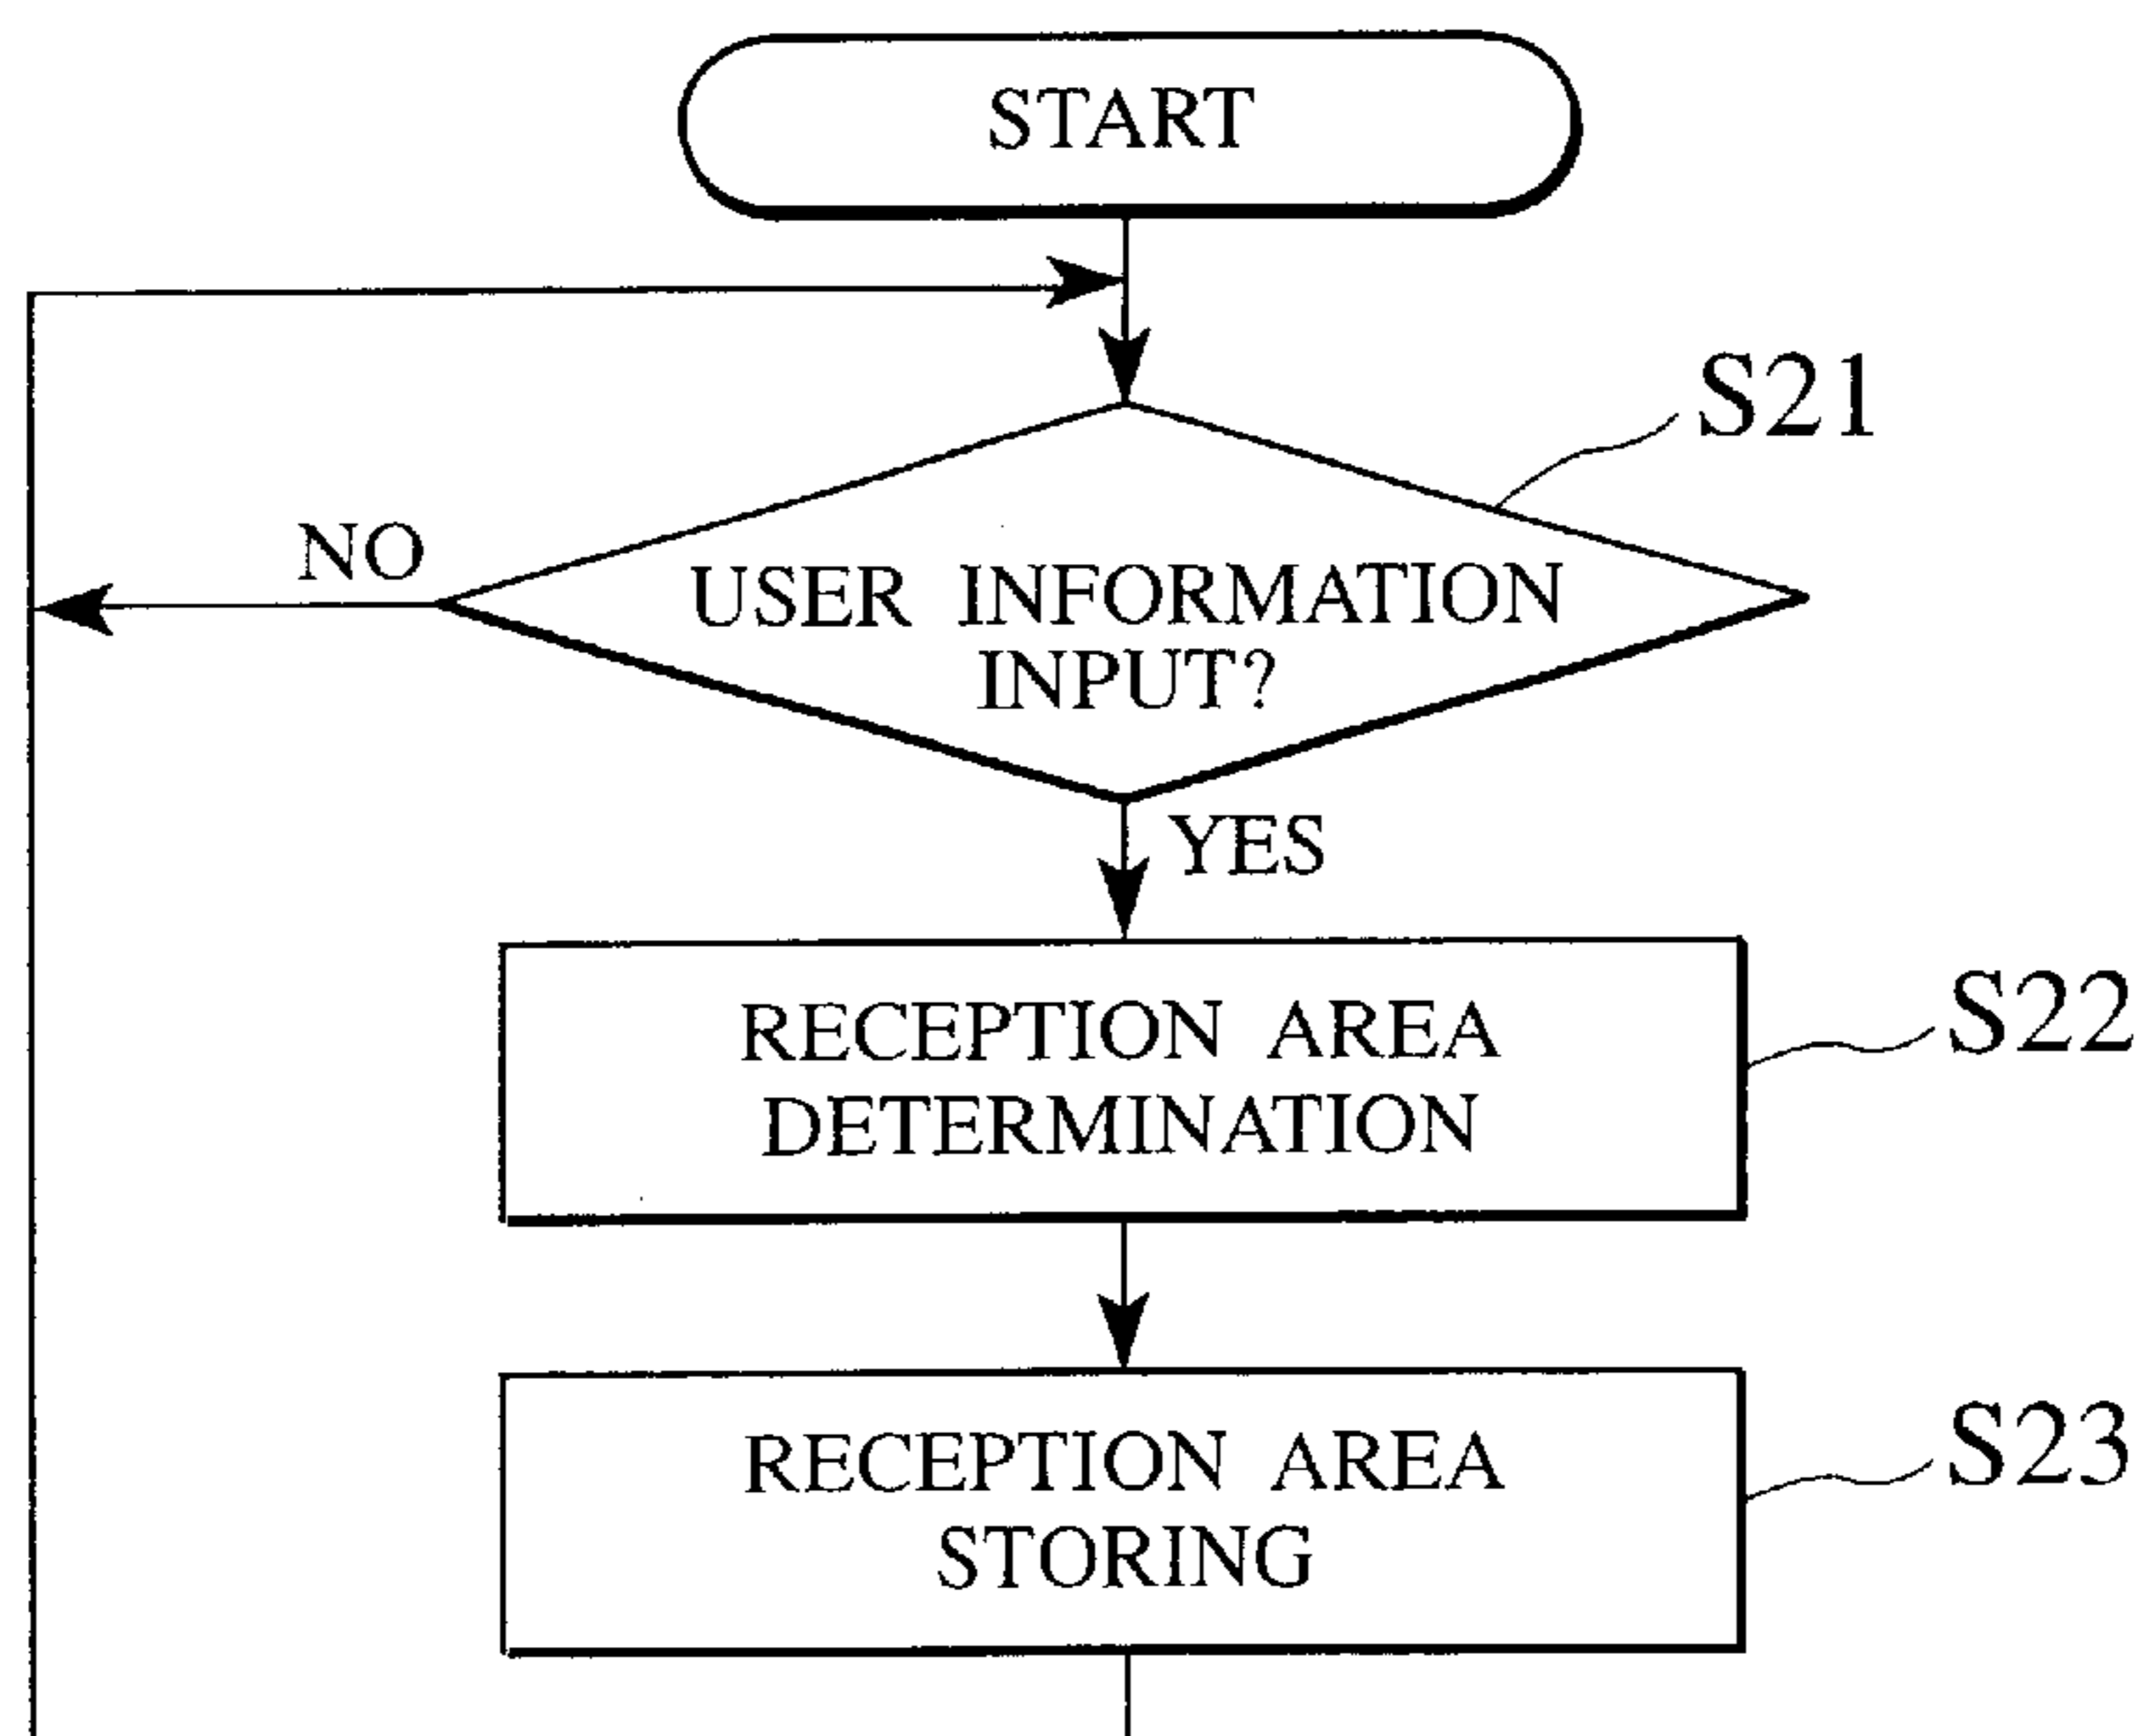 START
S21
NO
USER INFORMATION
INPUT?
YES
RECEPTION AREA
DETERMINATION
S22
RECEPTION AREA
STORING
S23